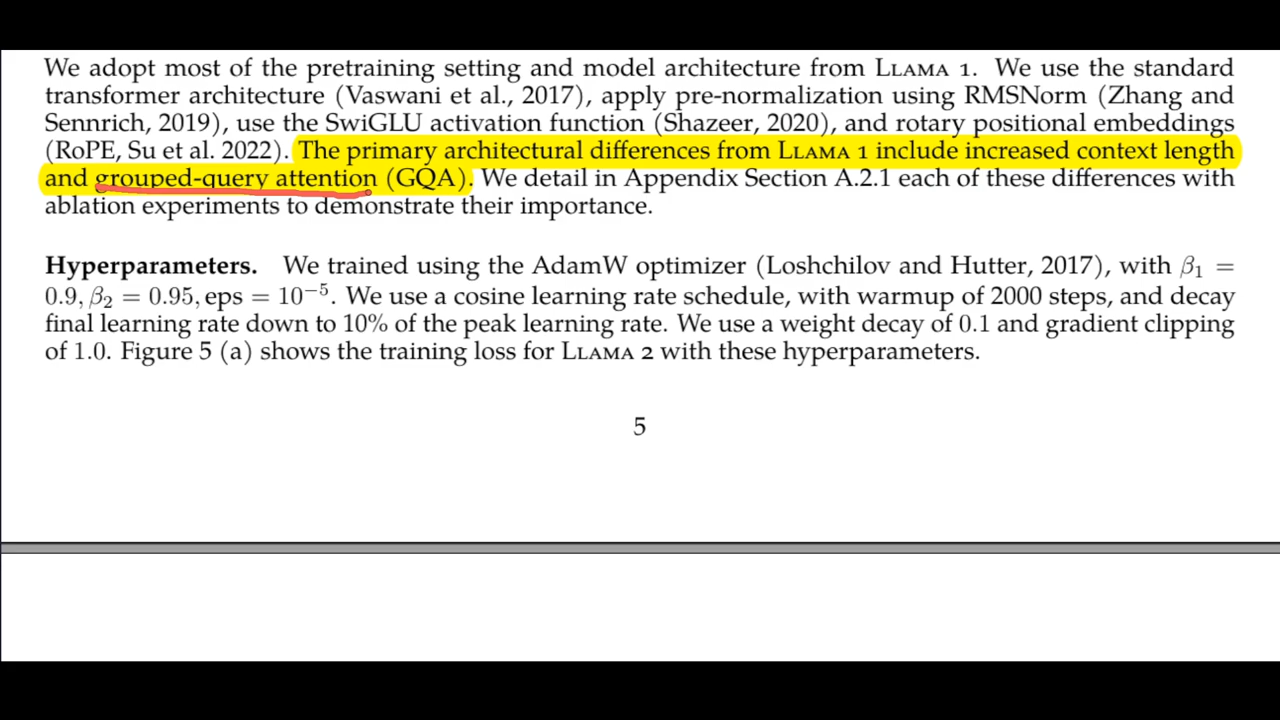 We adopt most of the pretraining setting and model architecture from LLAMA 1. We use the standard
transformer architecture (Vaswani et al., 2017), apply pre-normalization using RMSNorm (Zhang and
Sennrich, 2019), use the SwiGLU activation function (Shazeer, 2020), and rotary positional embeddings
(RoPE, Su et al. 2022). The primary architectural differences from LLAMA 1 include increased context length
and grouped-query attention (GQA). We detail in Appendix Section A.2.1 each of these differences with
ablation experiments to demonstrate their importance.
Hyperparameters. We trained using the AdamW optimizer (Loshchilov and Hutter, 2017), with β₁ =
0.9, β₂ = 0.95, eps = 10⁻⁵. We use a cosine learning rate schedule, with warmup of 2000 steps, and decay
final learning rate down to 10% of the peak learning rate. We use a weight decay of 0.1 and gradient clipping
of 1.0. Figure 5 (a) shows the training loss for LLAMA 2 with these hyperparameters.
5